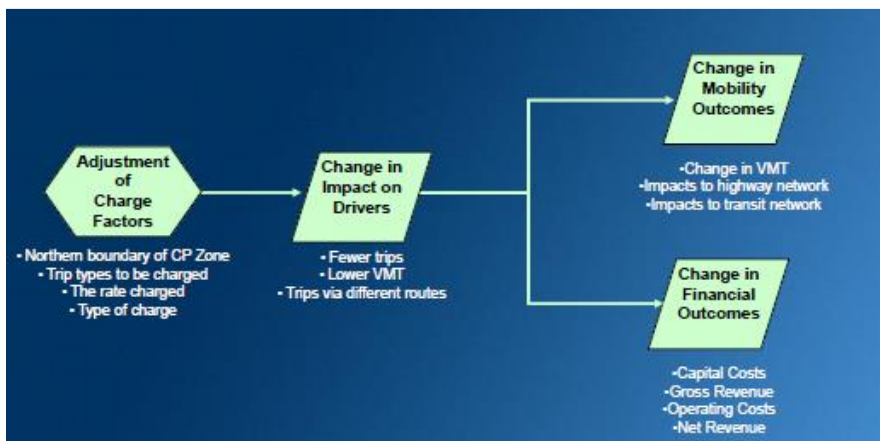 Adjustment
of
Charge
Factors
• Northern boundary of CP Zone
• Trip types to be charged
• The rate charged
• Type of charge
Change in
Impact on
Drivers
• Fewer trips
• Lower VMT
• Trips via different routes
Change in
Mobility
Outcomes
•Change in VMT
•Impacts to highway network
•Impacts to transit network
Change in
Financial
Outcomes
•Capital Costs
•Gross Revenue
•Operating Costs
•Net Revenue